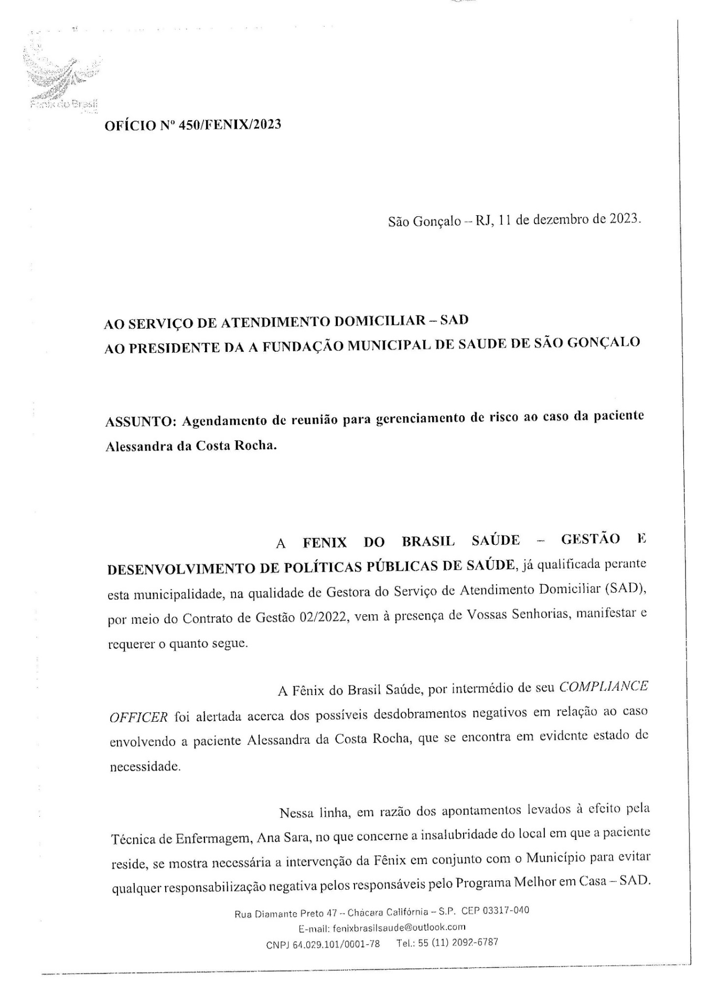 Fenix do Brasil
OFÍCIO Nº 450/FENIX/2023
São Gonçalo – RJ, 11 de dezembro de 2023.
AO SERVIÇO DE ATENDIMENTO DOMICILIAR – SAD
AO PRESIDENTE DA A FUNDAÇÃO MUNICIPAL DE SAUDE DE SÃO GONÇALO
ASSUNTO: Agendamento de reunião para gerenciamento de risco ao caso da paciente
Alessandra da Costa Rocha.
A FENIX DO BRASIL SAÚDE – GESTÃO E
DESENVOLVIMENTO DE POLÍTICAS PÚBLICAS DE SAÚDE, já qualificada perante
esta municipalidade, na qualidade de Gestora do Serviço de Atendimento Domiciliar (SAD),
por meio do Contrato de Gestão 02/2022, vem à presença de Vossas Senhorias, manifestar e
requerer o quanto segue.
A Fênix do Brasil Saúde, por intermédio de seu COMPLIANCE
OFFICER foi alertada acerca dos possíveis desdobramentos negativos em relação ao caso
envolvendo a paciente Alessandra da Costa Rocha, que se encontra em evidente estado de
necessidade.
Nessa linha, em razão dos apontamentos levados à efeito pela
Técnica de Enfermagem, Ana Sara, no que concerne a insalubridade do local em que a paciente
reside, se mostra necessária a intervenção da Fênix em conjunto com o Município para evitar
qualquer responsabilização negativa pelos responsáveis pelo Programa Melhor em Casa – SAD.
Rua Diamante Preto 47 – Chácara Califórnia – S.P. CEP 03317-040
E-mail: fenixbrasilsaude@outlook.com
CNPJ 64.029.101/0001-78 Tel.: 55 (11) 2092-6787